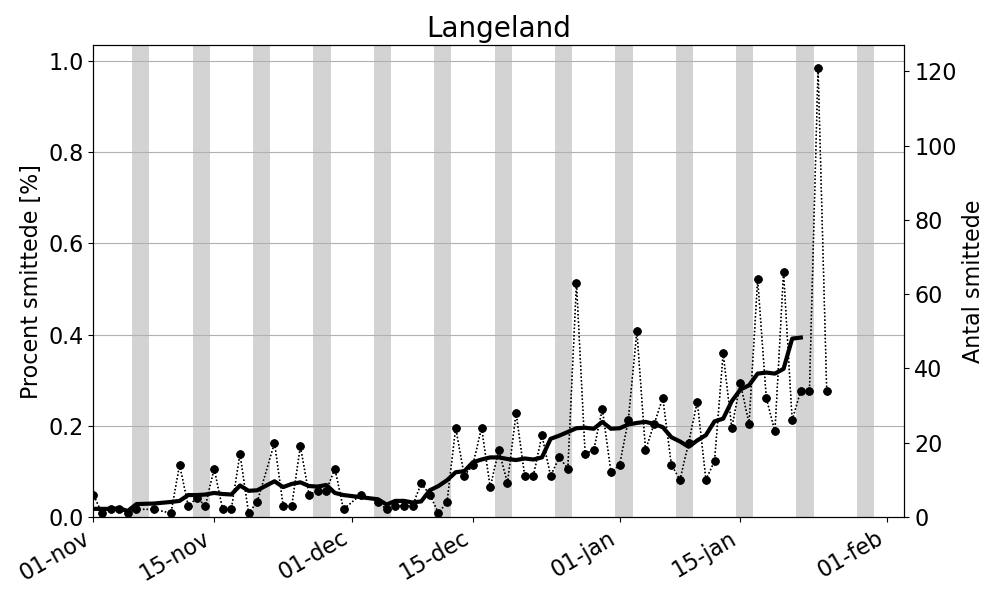 Langeland
Procent smittede [%]
1.0
0.8
0.6
0.4
0.2
0.0
120
100
80
60
40
20
0
Antal smittede
01-nov
15-nov
01-dec
15-dec
01-jan
15-jan
01-feb